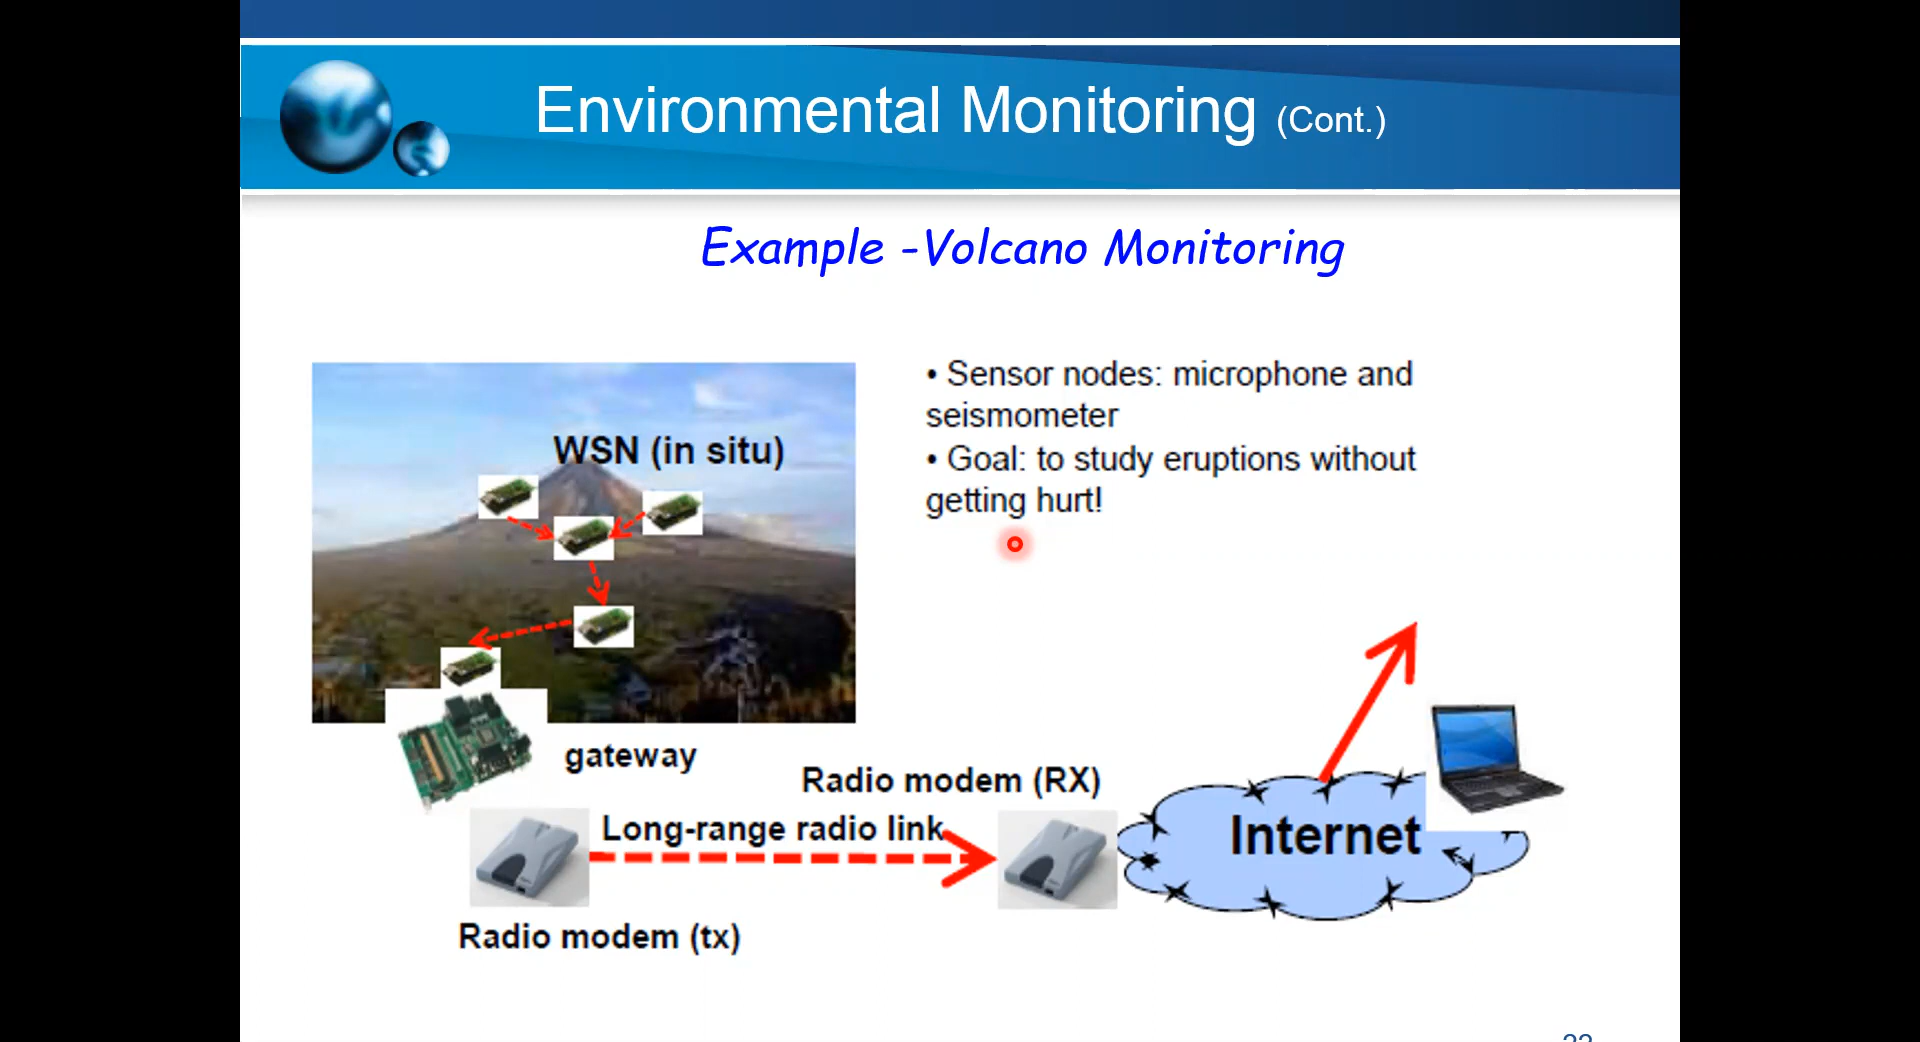 Environmental Monitoring (Cont.)
Example -Volcano Monitoring
• Sensor nodes: microphone and
seismometer
• Goal: to study eruptions without
getting hurt!
WSN (in situ)
gateway
Radio modem (RX)
Long-range radio link
Internet
Radio modem (tx)